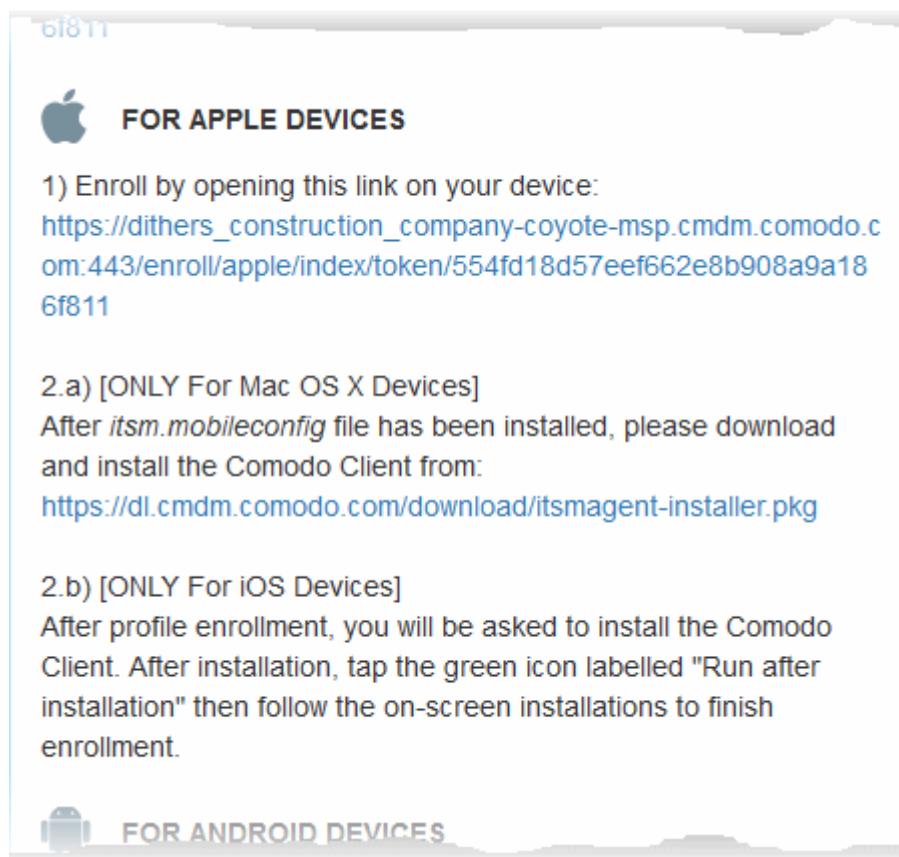 6f811
FOR APPLE DEVICES
1) Enroll by opening this link on your device:
https://dithers_construction_company-coyote-msp.cmdm.comodo.c
om:443/enroll/apple/index/token/554fd18d57eef662e8b908a9a18
6f811
2.a) [ONLY For Mac OS X Devices]
After itsm.mobileconfig file has been installed, please download
and install the Comodo Client from:
https://dl.cmdm.comodo.com/download/itsmagent-installer.pkg
2.b) [ONLY For iOS Devices]
After profile enrollment, you will be asked to install the Comodo
Client. After installation, tap the green icon labelled "Run after
installation" then follow the on-screen installations to finish
enrollment.
FOR ANDROID DEVICES